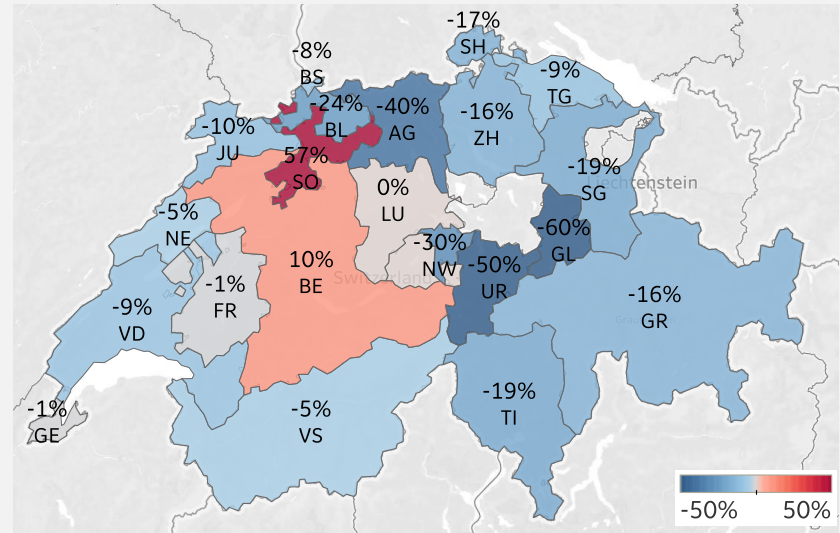 -17%
SH
-8%
BS
-9%
TG
-24%
BL
-40%
AG
-16%
ZH
-10%
JU
57%
SO
-19%
SG
Liechtenstein
0%
LU
-5%
NE
-60%
GL
-30%
NW
-50%
UR
10%
BE
Switzerland
-1%
FR
-16%
GR
-9%
VD
-19%
TI
-1%
GE
-5%
VS
-50%
50%